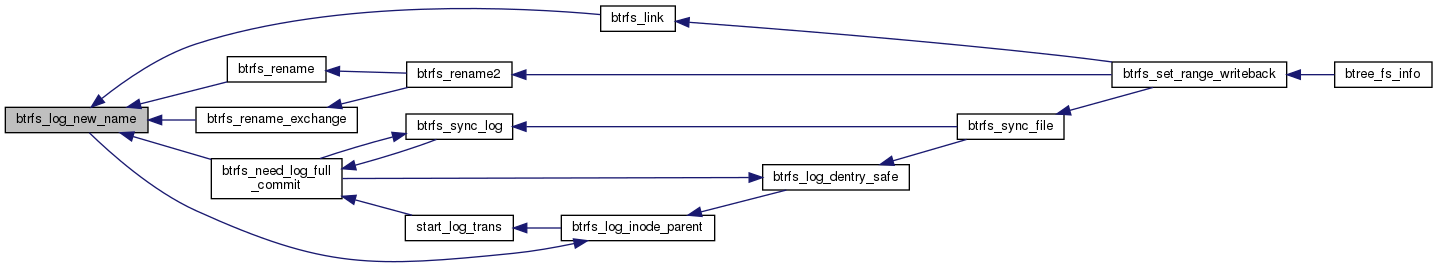 btrfs_link
btrfs_rename
btrfs_rename2
btrfs_set_range_writeback
btree_fs_info
btrfs_log_new_name
btrfs_rename_exchange
btrfs_sync_log
btrfs_sync_file
btrfs_need_log_full
_commit
btrfs_log_dentry_safe
start_log_trans
btrfs_log_inode_parent